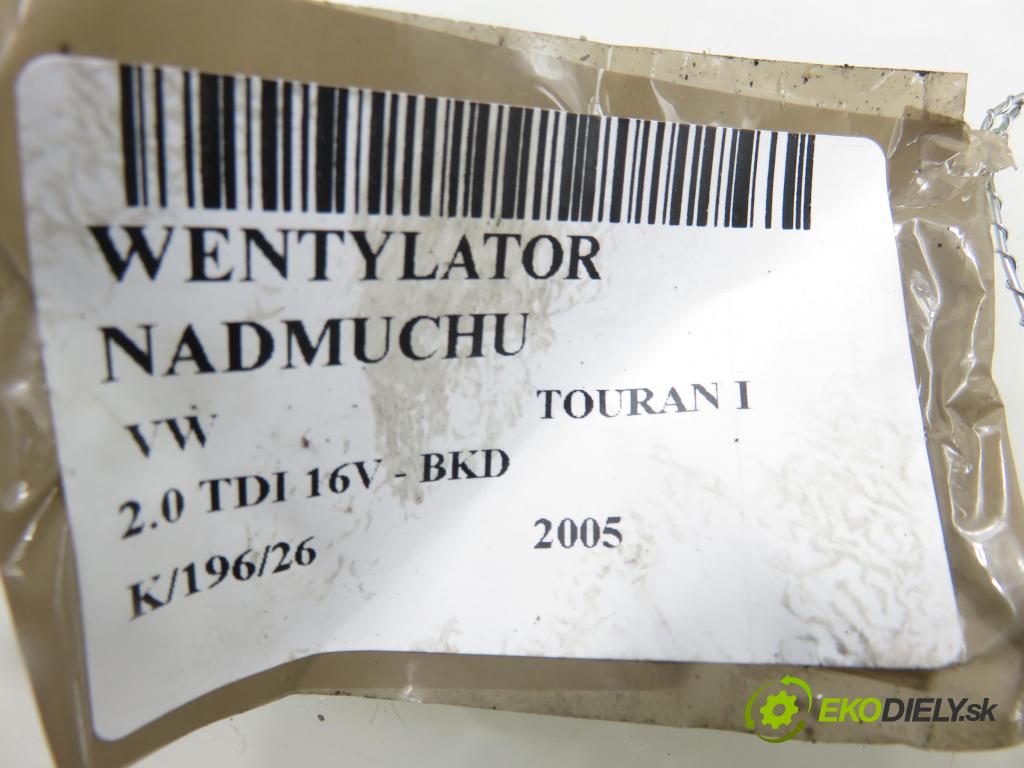 WENTYLATOR
NADMUCHU
VW TOURAN I
2.0 TDI 16V - BKD
K/196/26 2005
EKODIELY.sk